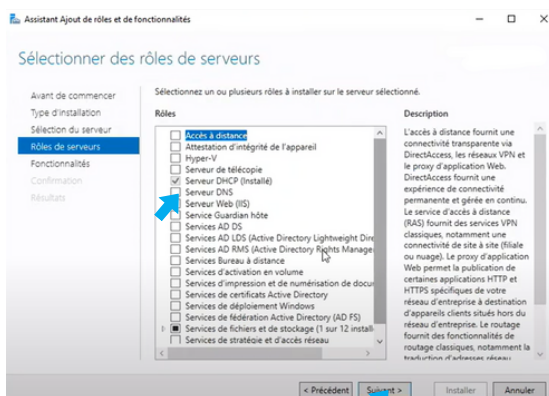 Assistant Ajout de rôles et de fonctionnalités
Sélectionner des rôles de serveurs
Avant de commencer
Type d'installation
Sélection du serveur
Rôles de serveurs
Fonctionnalités
Confirmation
Résultats
Sélectionnez un ou plusieurs rôles à installer sur le serveur sélectionné.
Rôles
Accès à distance
Attestation d'intégrité de l'appareil
Hyper-V
Serveur de télécopie
Serveur DHCP (Installé)
Serveur DNS
Serveur Web (IIS)
Service Guardian hôte
Services AD DS
Services AD LDS (Active Directory Lightweight Dire
Services AD RMS (Active Directory Rights Manage
Services Bureau à distance
Services d'activation en volume
Services d'impression et de numérisation de docu
Services de certificats Active Directory
Services de déploiement Windows
Services de fédération Active Directory (AD FS)
Services de fichiers et de stockage (1 sur 12 install
Services de stratégie et d'accès réseau
Description
L'accès à distance fournit une
connectivité transparente via
DirectAccess, les réseaux VPN et
le proxy d'application Web.
DirectAccess fournit une
expérience de connectivité
permanente et gérée en continu.
Le service d'accès à distance
(RAS) fournit des services VPN
classiques, notamment une
connectivité de site à site (filiale
ou nuage). Le proxy d'application
Web permet la publication de
certaines applications HTTP et
HTTPS spécifiques de votre
réseau d'entreprise à destination
d'appareils clients situés hors du
réseau d'entreprise. Le routage
fournit des fonctionnalités de
routage classiques, notamment la
traduction d'adresses réseau
< Précédent
Suivant >
Installer
Annuler